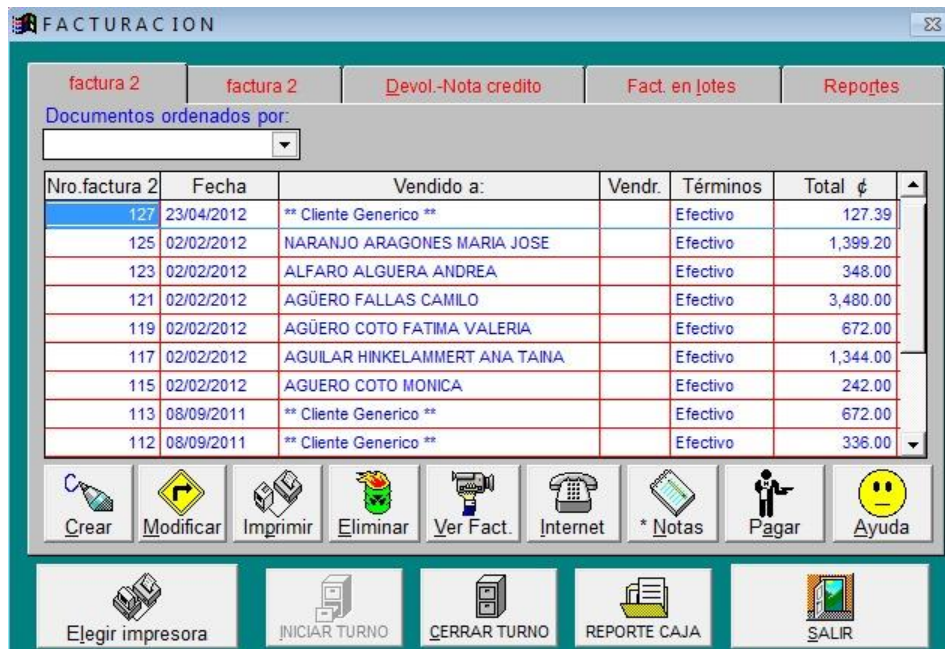 FACTURACION
factura 2 factura 2 Devol.-Nota credito Fact. en lotes Reportes
Documentos ordenados por:
Nro.factura 2 Fecha Vendido a: Vendr. Términos Total ¢
127 23/04/2012 ** Cliente Generico ** Efectivo 127.39
125 02/02/2012 NARANJO ARAGONES MARIA JOSE Efectivo 1,399.20
123 02/02/2012 ALFARO ALGUERA ANDREA Efectivo 348.00
121 02/02/2012 AGÜERO FALLAS CAMILO Efectivo 3,480.00
119 02/02/2012 AGÜERO COTO FATIMA VALERIA Efectivo 672.00
117 02/02/2012 AGUILAR HINKELAMMERT ANA TAINA Efectivo 1,344.00
115 02/02/2012 AGUERO COTO MONICA Efectivo 242.00
113 08/09/2011 ** Cliente Generico ** Efectivo 672.00
112 08/09/2011 ** Cliente Generico ** Efectivo 336.00
Crear Modificar Imprimir Eliminar Ver Fact. Internet * Notas Pagar Ayuda
Elegir impresora INICIAR TURNO CERRAR TURNO REPORTE CAJA SALIR